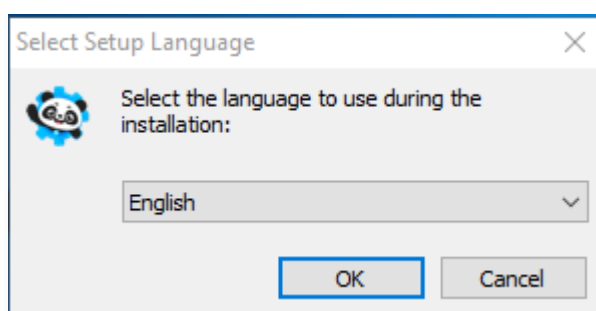 Select Setup Language
Select the language to use during the
installation:
English
OK
Cancel